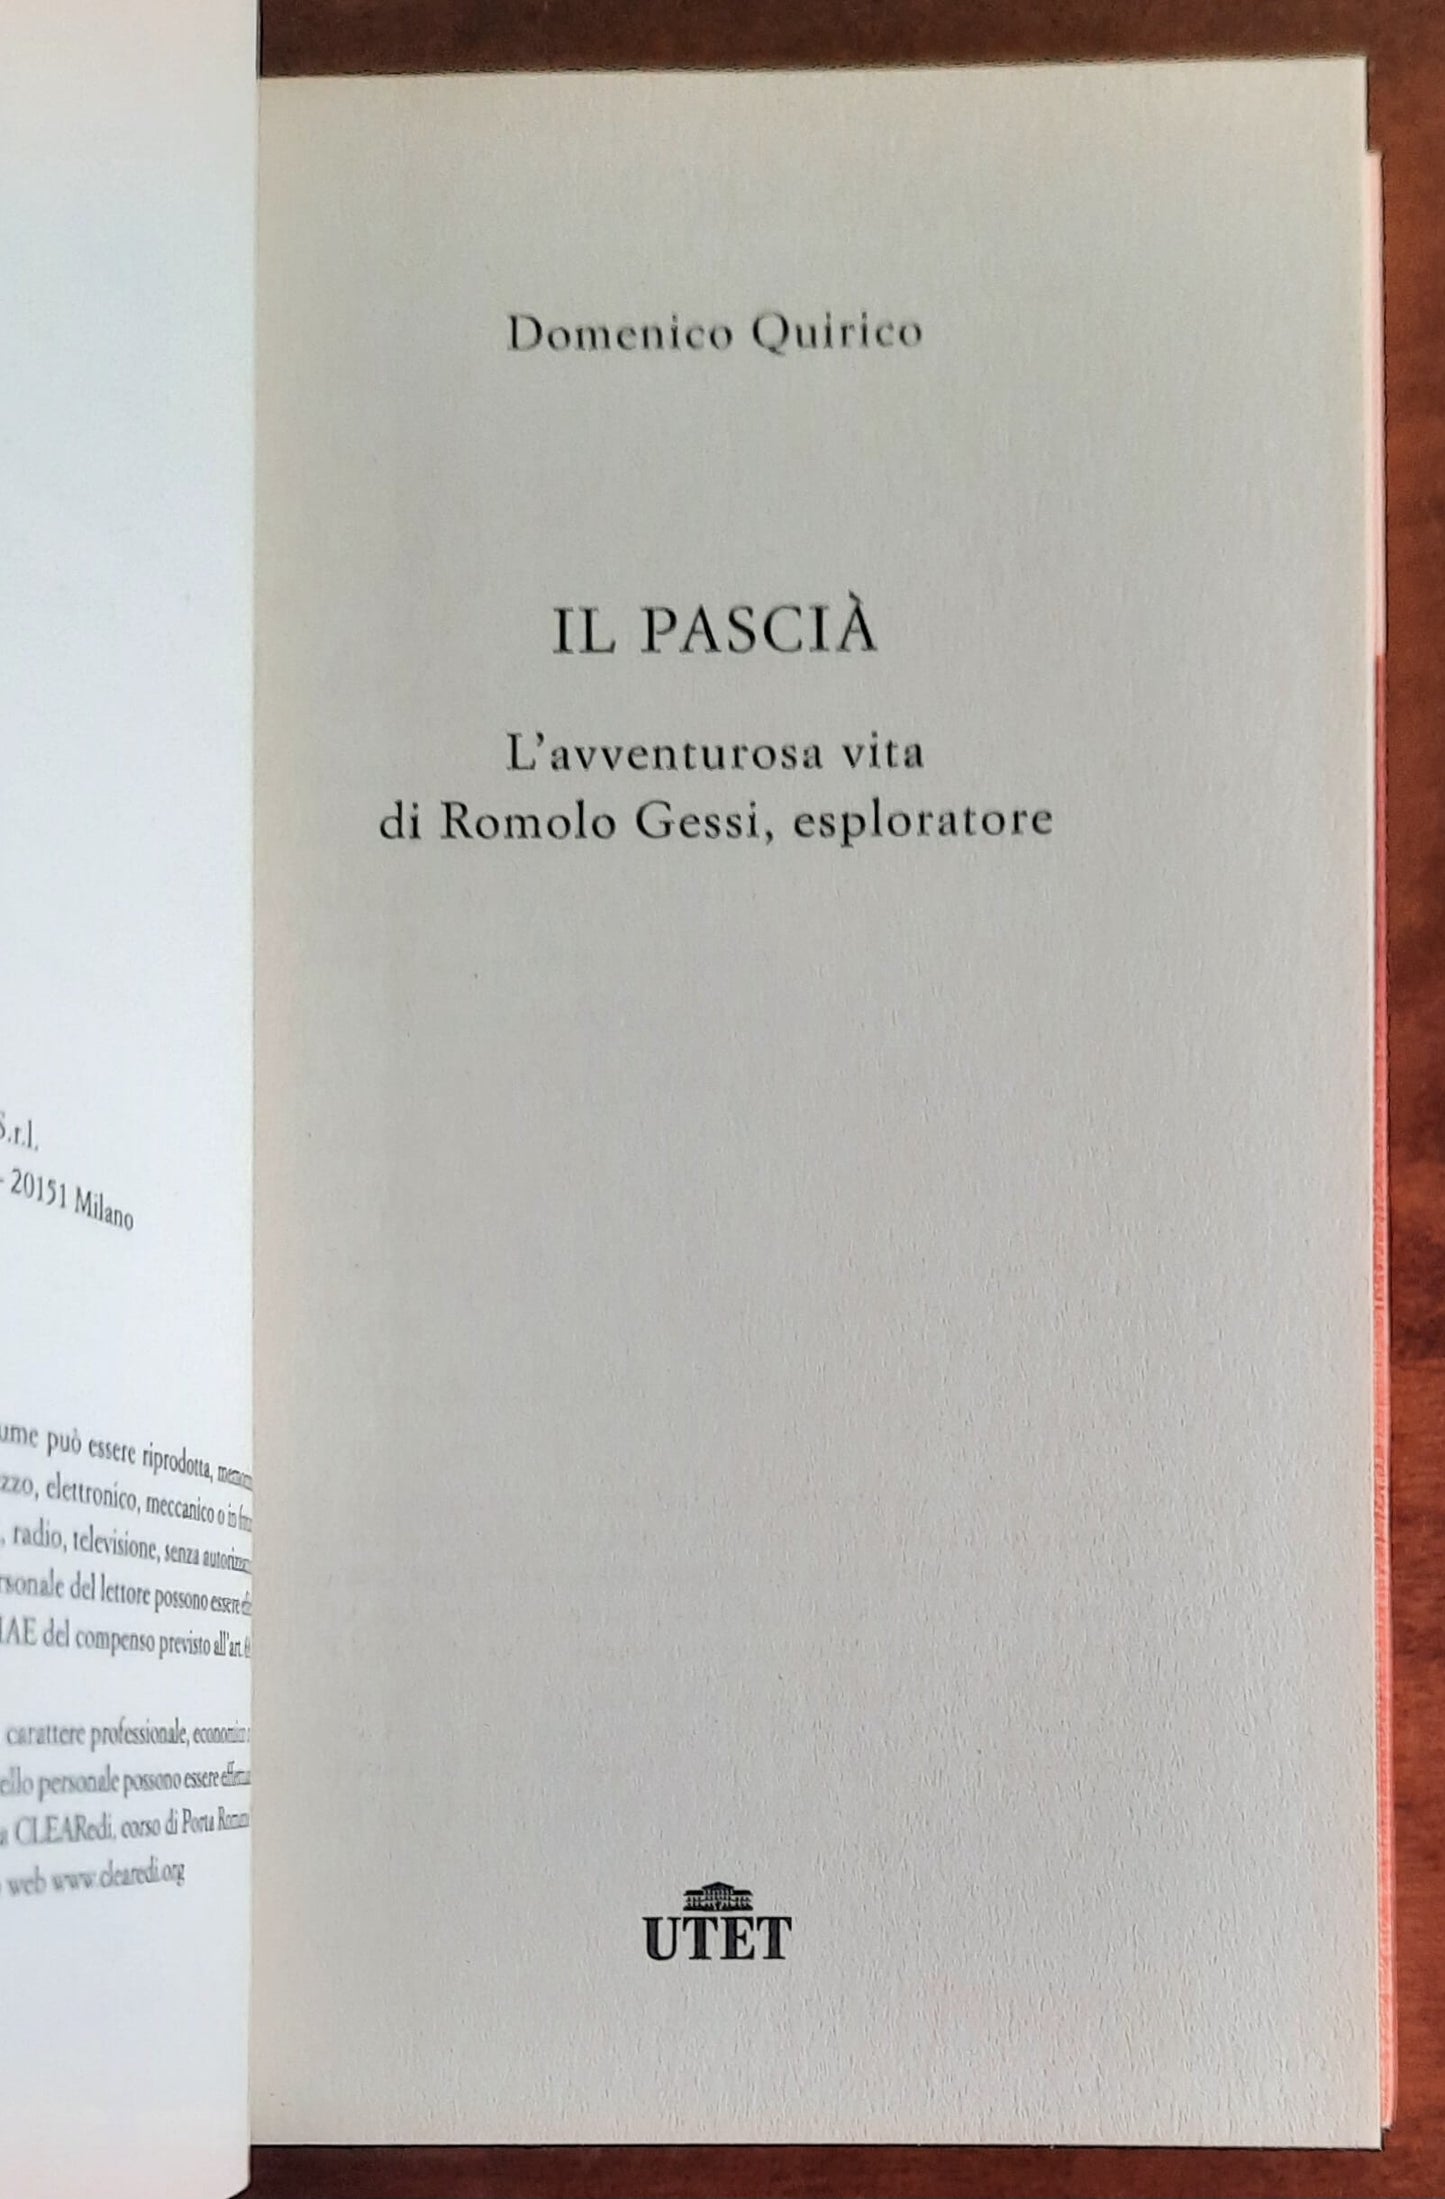 S.r.l.
- 20151 Milano
ume può essere riprodotta,
zzo, elettronico, meccanico o in
, radio, televisione, senza
rsonale del lettore possono essere
IAE del compenso previsto all'art.
carattere professionale,
ello personale possono essere
a CLEARedi, corso di Porta
web www.clearedi.org
Domenico Quirico
IL PASCIÀ
L'avventurosa vita
di Romolo Gessi, esploratore
UTET